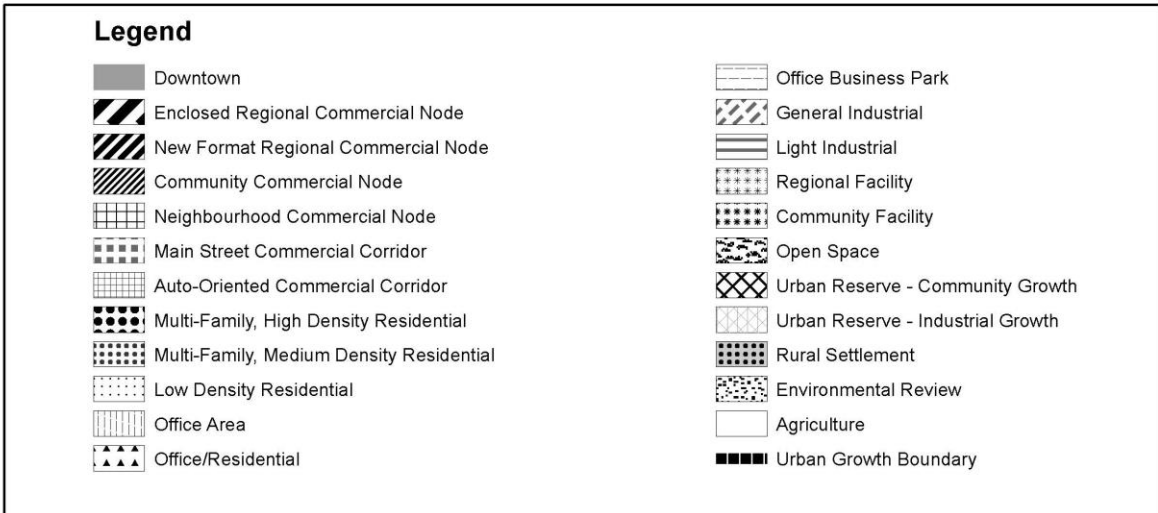 Legend
Downtown
Enclosed Regional Commercial Node
New Format Regional Commercial Node
Community Commercial Node
Neighbourhood Commercial Node
Main Street Commercial Corridor
Auto-Oriented Commercial Corridor
Multi-Family, High Density Residential
Multi-Family, Medium Density Residential
Low Density Residential
Office Area
Office/Residential
Office Business Park
General Industrial
Light Industrial
Regional Facility
Community Facility
Open Space
Urban Reserve - Community Growth
Urban Reserve - Industrial Growth
Rural Settlement
Environmental Review
Agriculture
Urban Growth Boundary